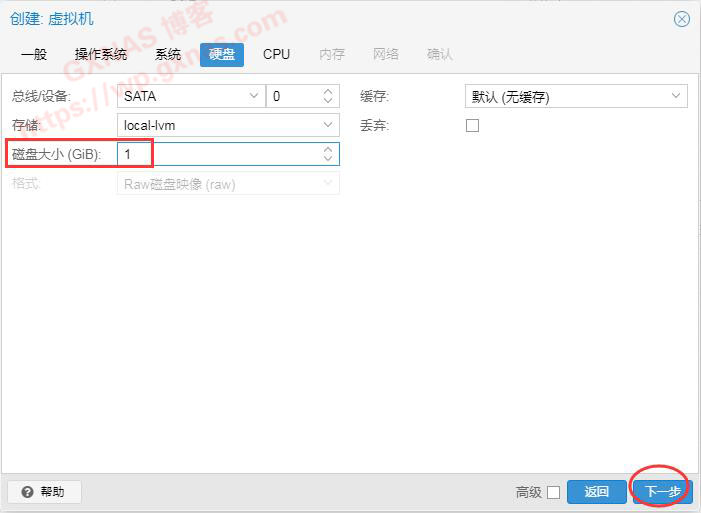 创建: 虚拟机
一般 操作系统 系统 硬盘 CPU 内存 网络 确认
总线/设备: SATA 0 缓存: 默认 (无缓存)
存储: local-lvm 丢弃:
磁盘大小 (GiB): 1
格式: Raw磁盘映像 (raw)
GXNAS 博客
https://wp.gxnas.com
帮助 高级 返回 下一步